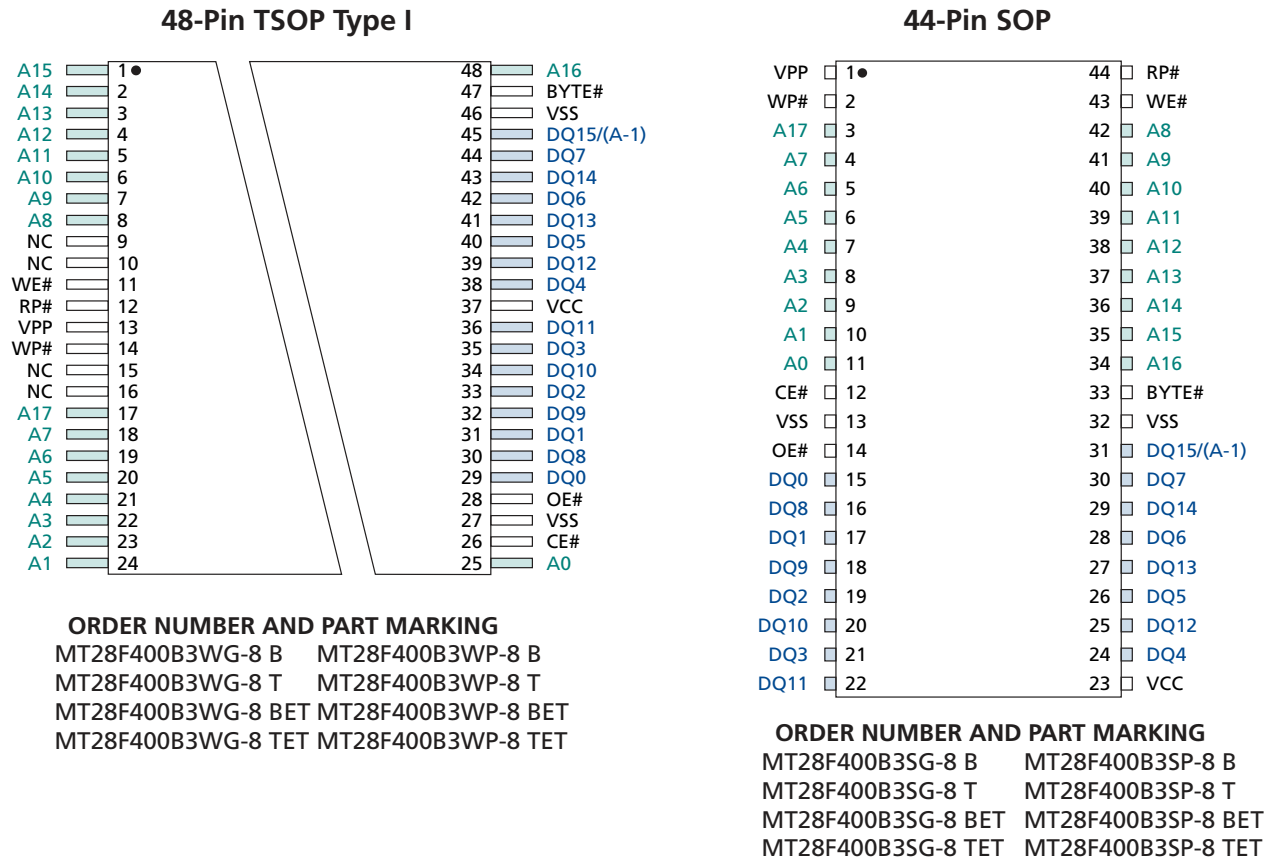 48-Pin TSOP Type I
A15 1 48 A16
A14 2 47 BYTE#
A13 3 46 VSS
A12 4 45 DQ15/(A-1)
A11 5 44 DQ7
A10 6 43 DQ14
A9 7 42 DQ6
A8 8 41 DQ13
NC 9 40 DQ5
NC 10 39 DQ12
WE# 11 38 DQ4
RP# 12 37 VCC
VPP 13 36 DQ11
WP# 14 35 DQ3
NC 15 34 DQ10
NC 16 33 DQ2
A17 17 32 DQ9
A7 18 31 DQ1
A6 19 30 DQ8
A5 20 29 DQ0
A4 21 28 OE#
A3 22 27 VSS
A2 23 26 CE#
A1 24 25 A0
ORDER NUMBER AND PART MARKING
MT28F400B3WG-8 B MT28F400B3WP-8 B
MT28F400B3WG-8 T MT28F400B3WP-8 T
MT28F400B3WG-8 BET MT28F400B3WP-8 BET
MT28F400B3WG-8 TET MT28F400B3WP-8 TET
44-Pin SOP
VPP 1 44 RP#
WP# 2 43 WE#
A17 3 42 A8
A7 4 41 A9
A6 5 40 A10
A5 6 39 A11
A4 7 38 A12
A3 8 37 A13
A2 9 36 A14
A1 10 35 A15
A0 11 34 A16
CE# 12 33 BYTE#
VSS 13 32 VSS
OE# 14 31 DQ15/(A-1)
DQ0 15 30 DQ7
DQ8 16 29 DQ14
DQ1 17 28 DQ6
DQ9 18 27 DQ13
DQ2 19 26 DQ5
DQ10 20 25 DQ12
DQ3 21 24 DQ4
DQ11 22 23 VCC
ORDER NUMBER AND PART MARKING
MT28F400B3SG-8 B MT28F400B3SP-8 B
MT28F400B3SG-8 T MT28F400B3SP-8 T
MT28F400B3SG-8 BET MT28F400B3SP-8 BET
MT28F400B3SG-8 TET MT28F400B3SP-8 TET